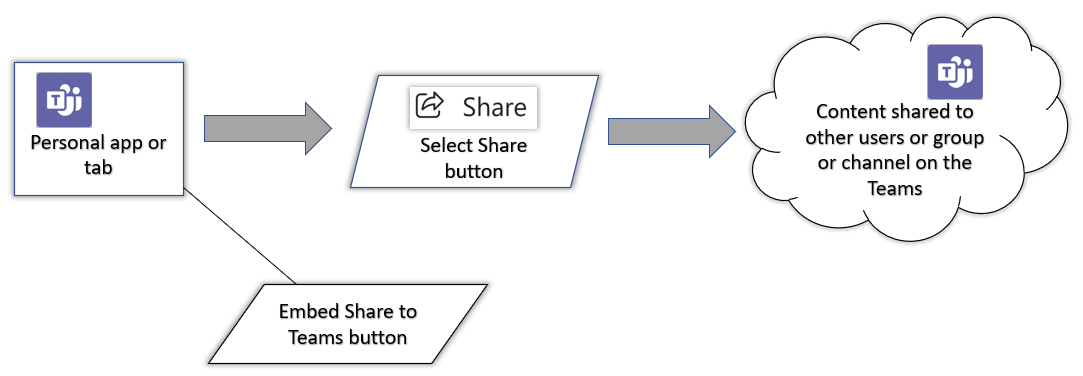 Personal app or
tab
Share
Select Share
button
Content shared to
other users or group
or channel on the
Teams
Embed Share to
Teams button